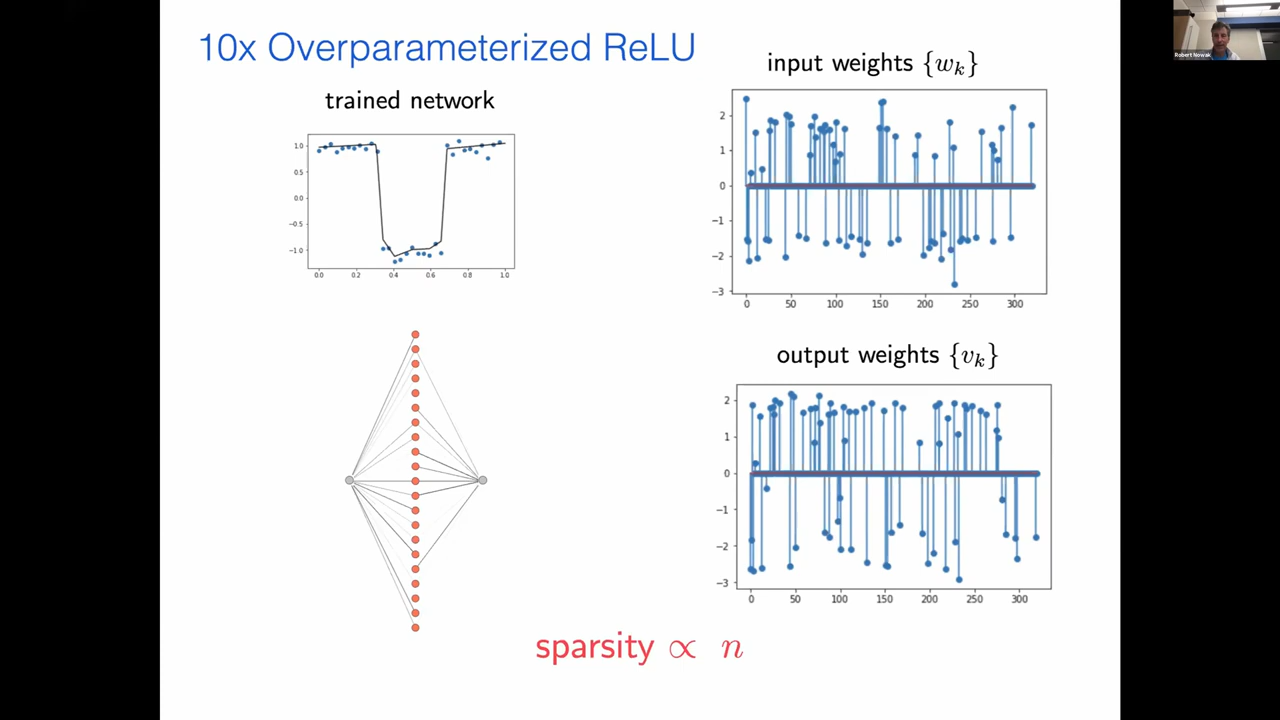 10x Overparameterized ReLU
Robert Nowak
trained network
1.0
0.5
0.0
−0.5
−1.0
0.0 0.2 0.4 0.6 0.8 1.0
input weights {w_k}
2
1
0
−1
−2
−3
0 50 100 150 200 250 300
output weights {v_k}
2
1
0
−1
−2
−3
0 50 100 150 200 250 300
sparsity ∝ n